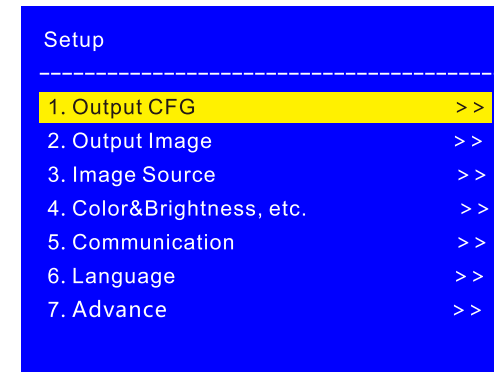 Setup
----------------------------------------
1. Output CFG >>
2. Output Image >>
3. Image Source >>
4. Color&Brightness, etc. >>
5. Communication >>
6. Language >>
7. Advance >>